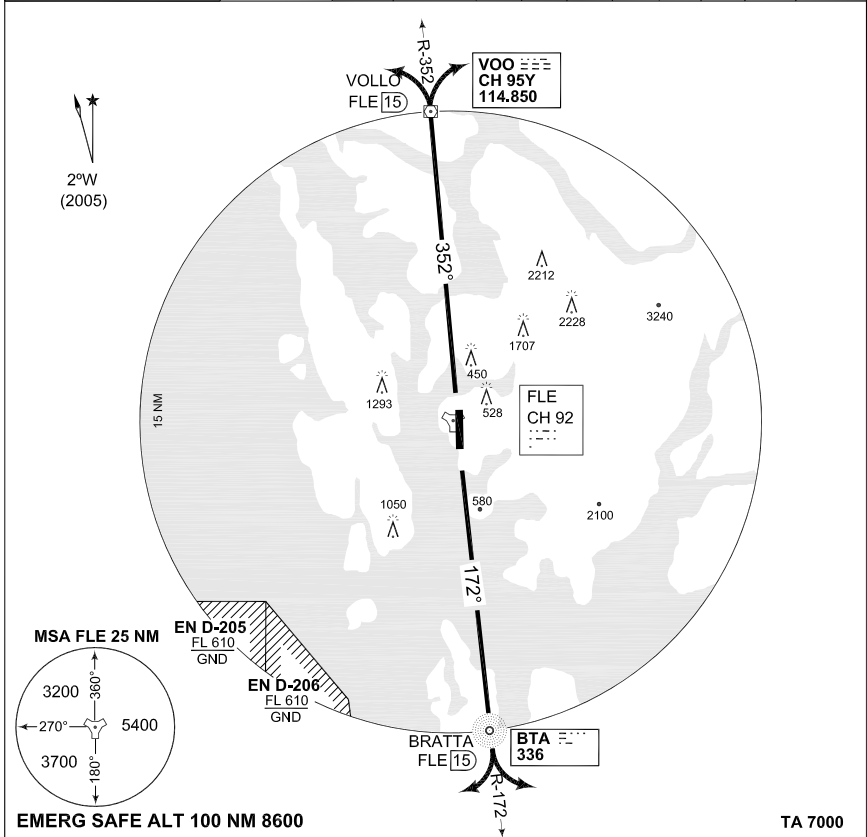 R-352
VOLLO
FLE 15
VOO
CH 95Y
114.850
2°W
(2005)
352°
2212
2228
3240
1707
450
1293
528
15 NM
FLE
CH 92
1050
580
2100
172°
EN D-205
FL 610
GND
EN D-206
FL 610
GND
MSA FLE 25 NM
3200
360°
270°
5400
3700
180°
BRATTA
FLE 15
BTA
336
R-172
EMERG SAFE ALT 100 NM 8600
TA 7000